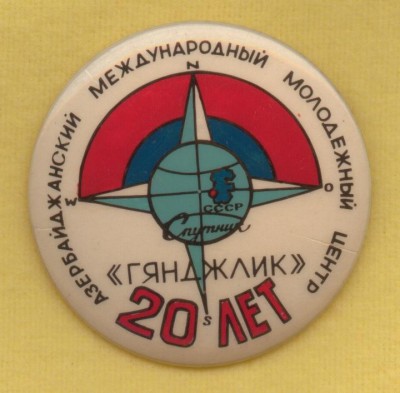 АЗЕРБАЙДЖАНСКИЙ МЕЖДУНАРОДНЫЙ МОЛОДЕЖНЫЙ ЦЕНТР
N
W
O
СССР
Спутник
«ГЯНДЖЛИК»
20 ЛЕТ
S